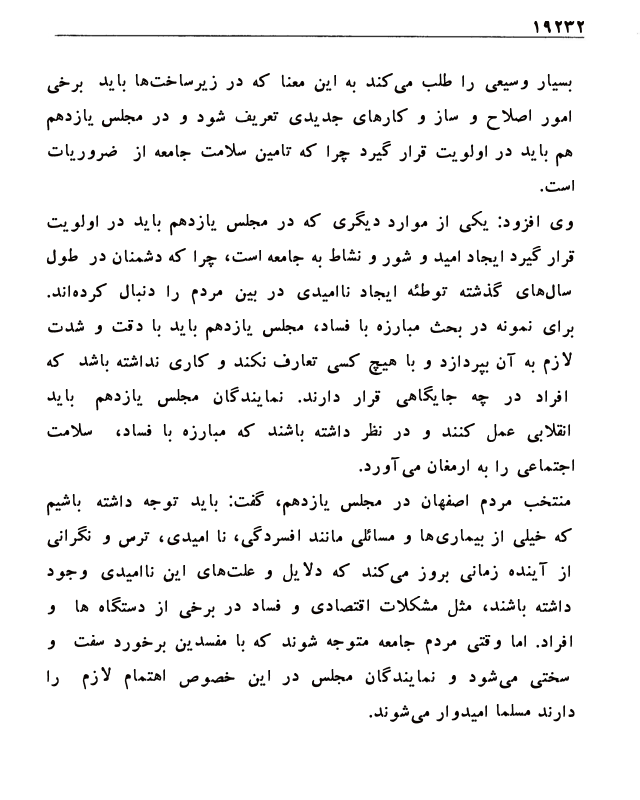 ۱۹۲۳۲
بسیار وسیعی را طلب می‌کند به این معنا که در زیرساخت‌ها باید برخی
امور اصلاح و ساز و کارهای جدیدی تعریف شود و در مجلس یازدهم
هم باید در اولویت قرار گیرد چرا که تامین سلامت جامعه از ضروریات
است.
وی افزود: یکی از موارد دیگری که در مجلس یازدهم باید در اولویت
قرار گیرد ایجاد امید و شور و نشاط به جامعه است، چرا که دشمنان در طول
سال‌های گذشته توطئه ایجاد ناامیدی در بین مردم را دنبال کرده‌اند.
برای نمونه در بحث مبارزه با فساد، مجلس یازدهم باید با دقت و شدت
لازم به آن بپردازد و با هیچ کسی تعارف نکند و کاری نداشته باشد که
افراد در چه جایگاهی قرار دارند. نمایندگان مجلس یازدهم باید
انقلابی عمل کنند و در نظر داشته باشند که مبارزه با فساد، سلامت
اجتماعی را به ارمغان می‌آورد.
منتخب مردم اصفهان در مجلس یازدهم، گفت: باید توجه داشته باشیم
که خیلی از بیماری‌ها و مسائلی مانند افسردگی، نا امیدی، ترس و نگرانی
از آینده زمانی بروز می‌کند که دلایل و علت‌های این ناامیدی وجود
داشته باشند، مثل مشکلات اقتصادی و فساد در برخی از دستگاه ها و
افراد. اما وقتی مردم جامعه متوجه شوند که با مفسدین برخورد سفت و
سختی می‌شود و نمایندگان مجلس در این خصوص اهتمام لازم را
دارند مسلما امیدوار می‌شوند.